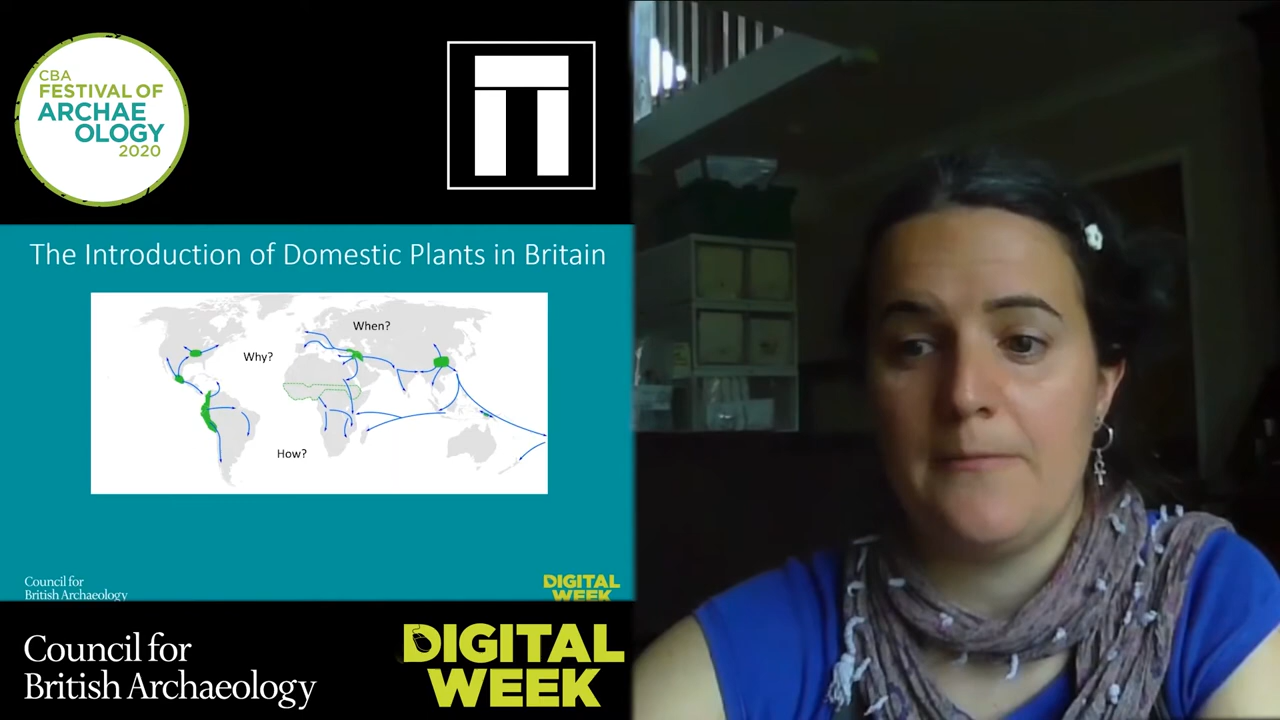 CBA
FESTIVAL OF
ARCHAE
OLOGY
2020
The Introduction of Domestic Plants in Britain
When?
Why?
How?
Council for
British Archaeology
DIGITAL
WEEK
Council for
British Archaeology
DIGITAL
WEEK